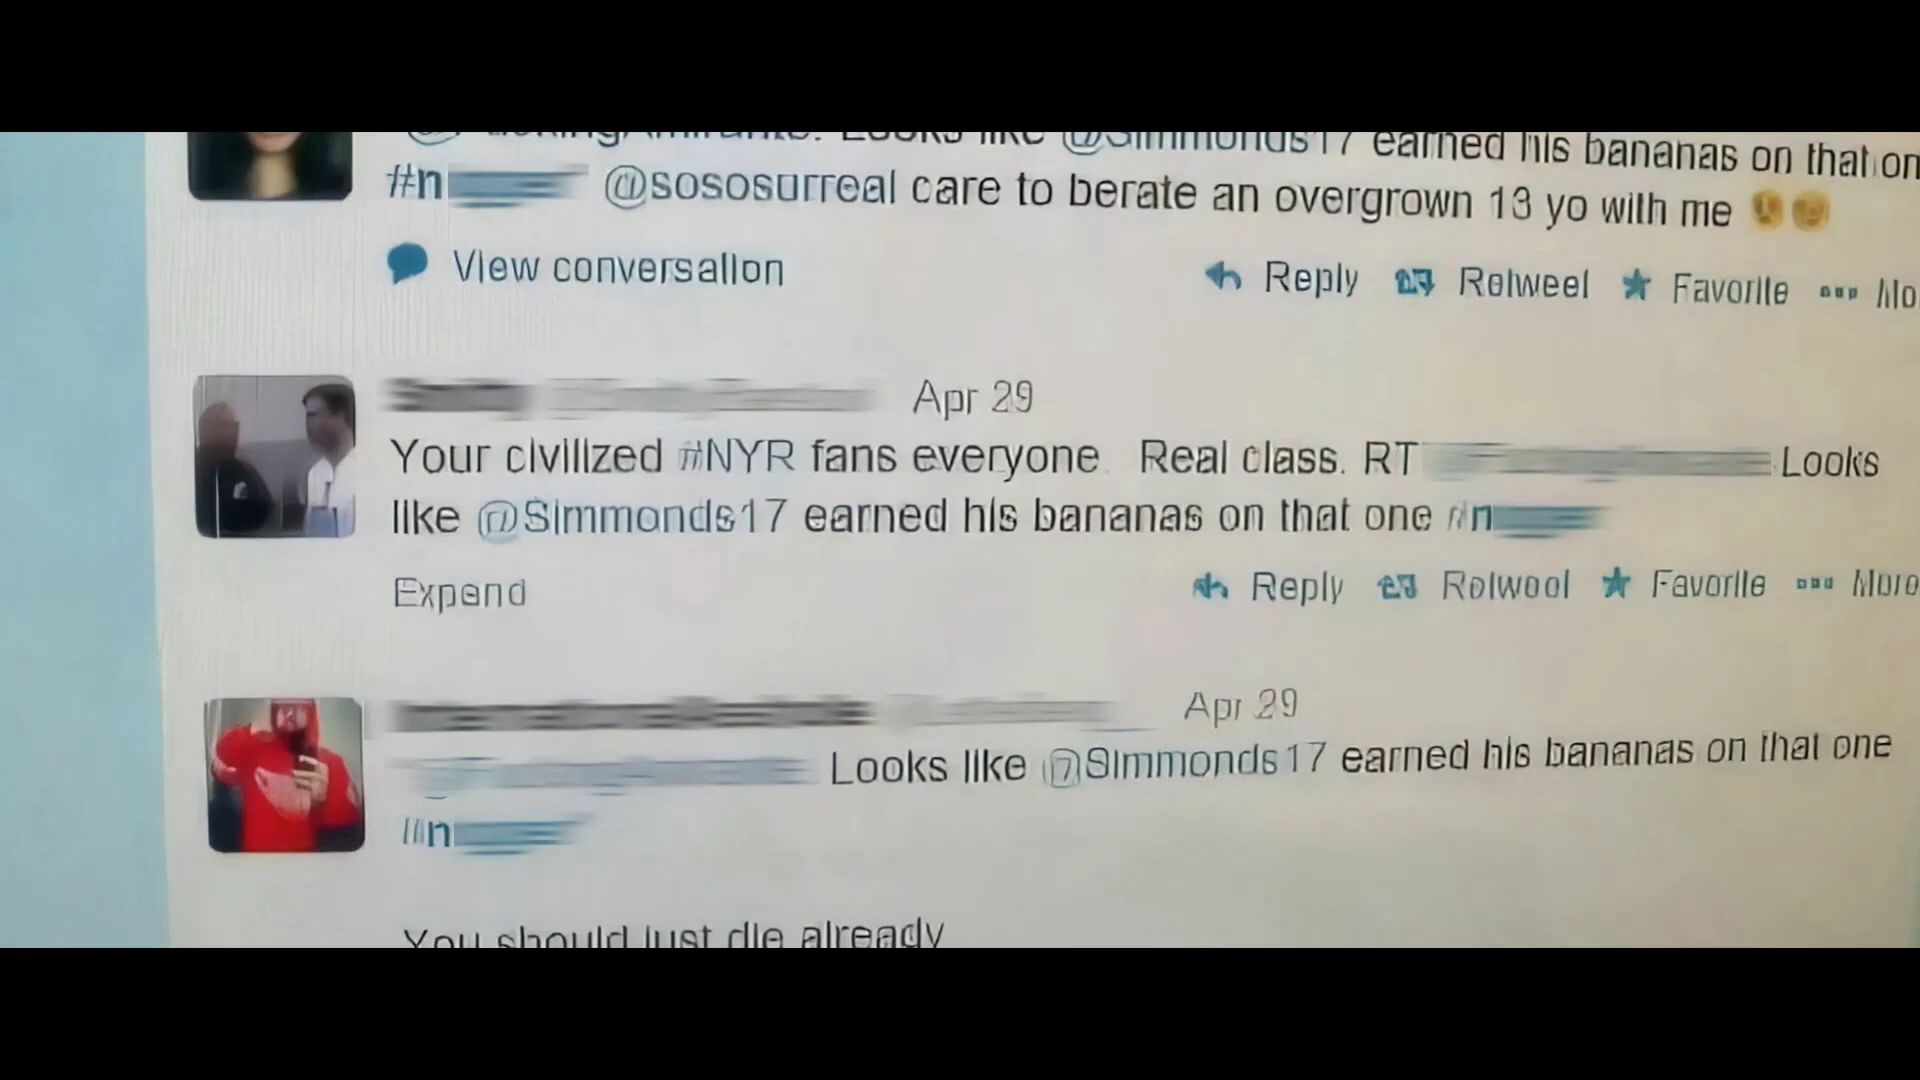 Looks like @Simmonds17 earned his bananas on that on
#n @sososurreal care to berate an overgrown 13 yo with me
View conversation
Reply Retweet Favorite Mo
Apr 29
Your civilized #NYR fans everyone. Real class. RT Looks
like @Simmonds17 earned his bananas on that one #n
Expand
Reply Retweet Favorite More
Apr 29
Looks like @Simmonds17 earned his bananas on that one
#n
You should just die already